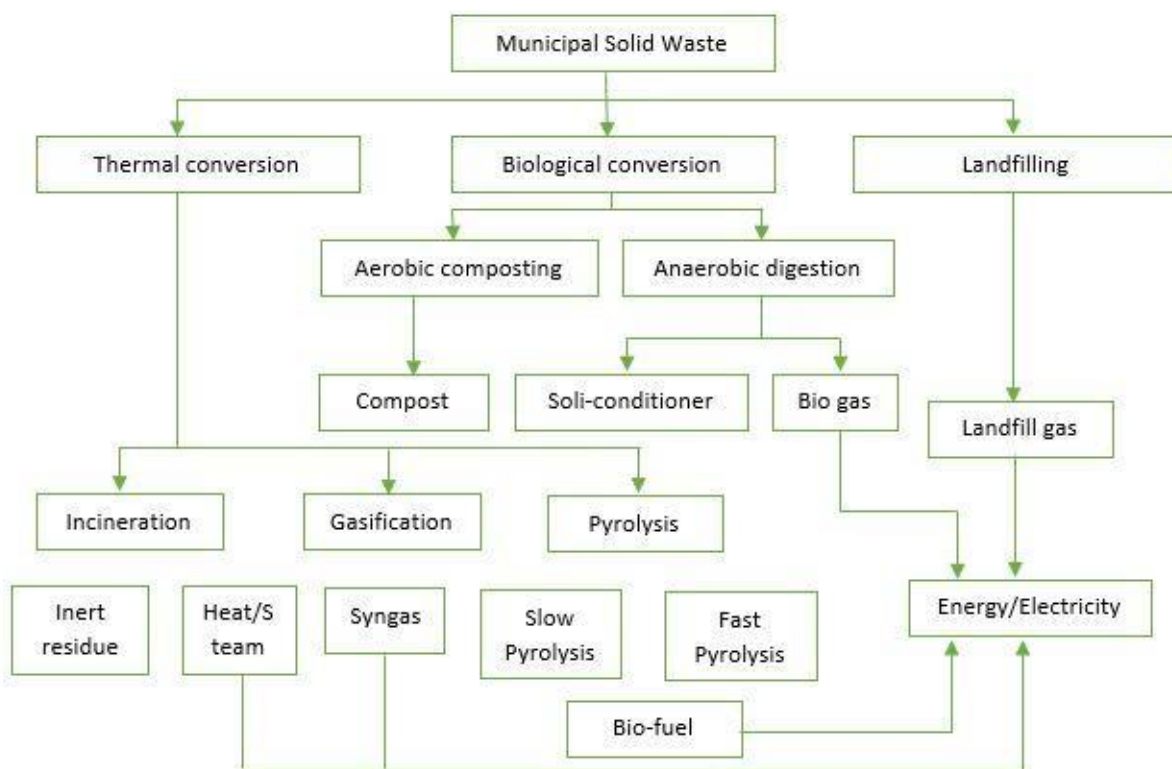 Municipal Solid Waste
Thermal conversion
Biological conversion
Landfilling
Aerobic composting
Anaerobic digestion
Compost
Soli-conditioner
Bio gas
Landfill gas
Incineration
Gasification
Pyrolysis
Inert
residue
Heat/S
team
Syngas
Slow
Pyrolysis
Fast
Pyrolysis
Energy/Electricity
Bio-fuel